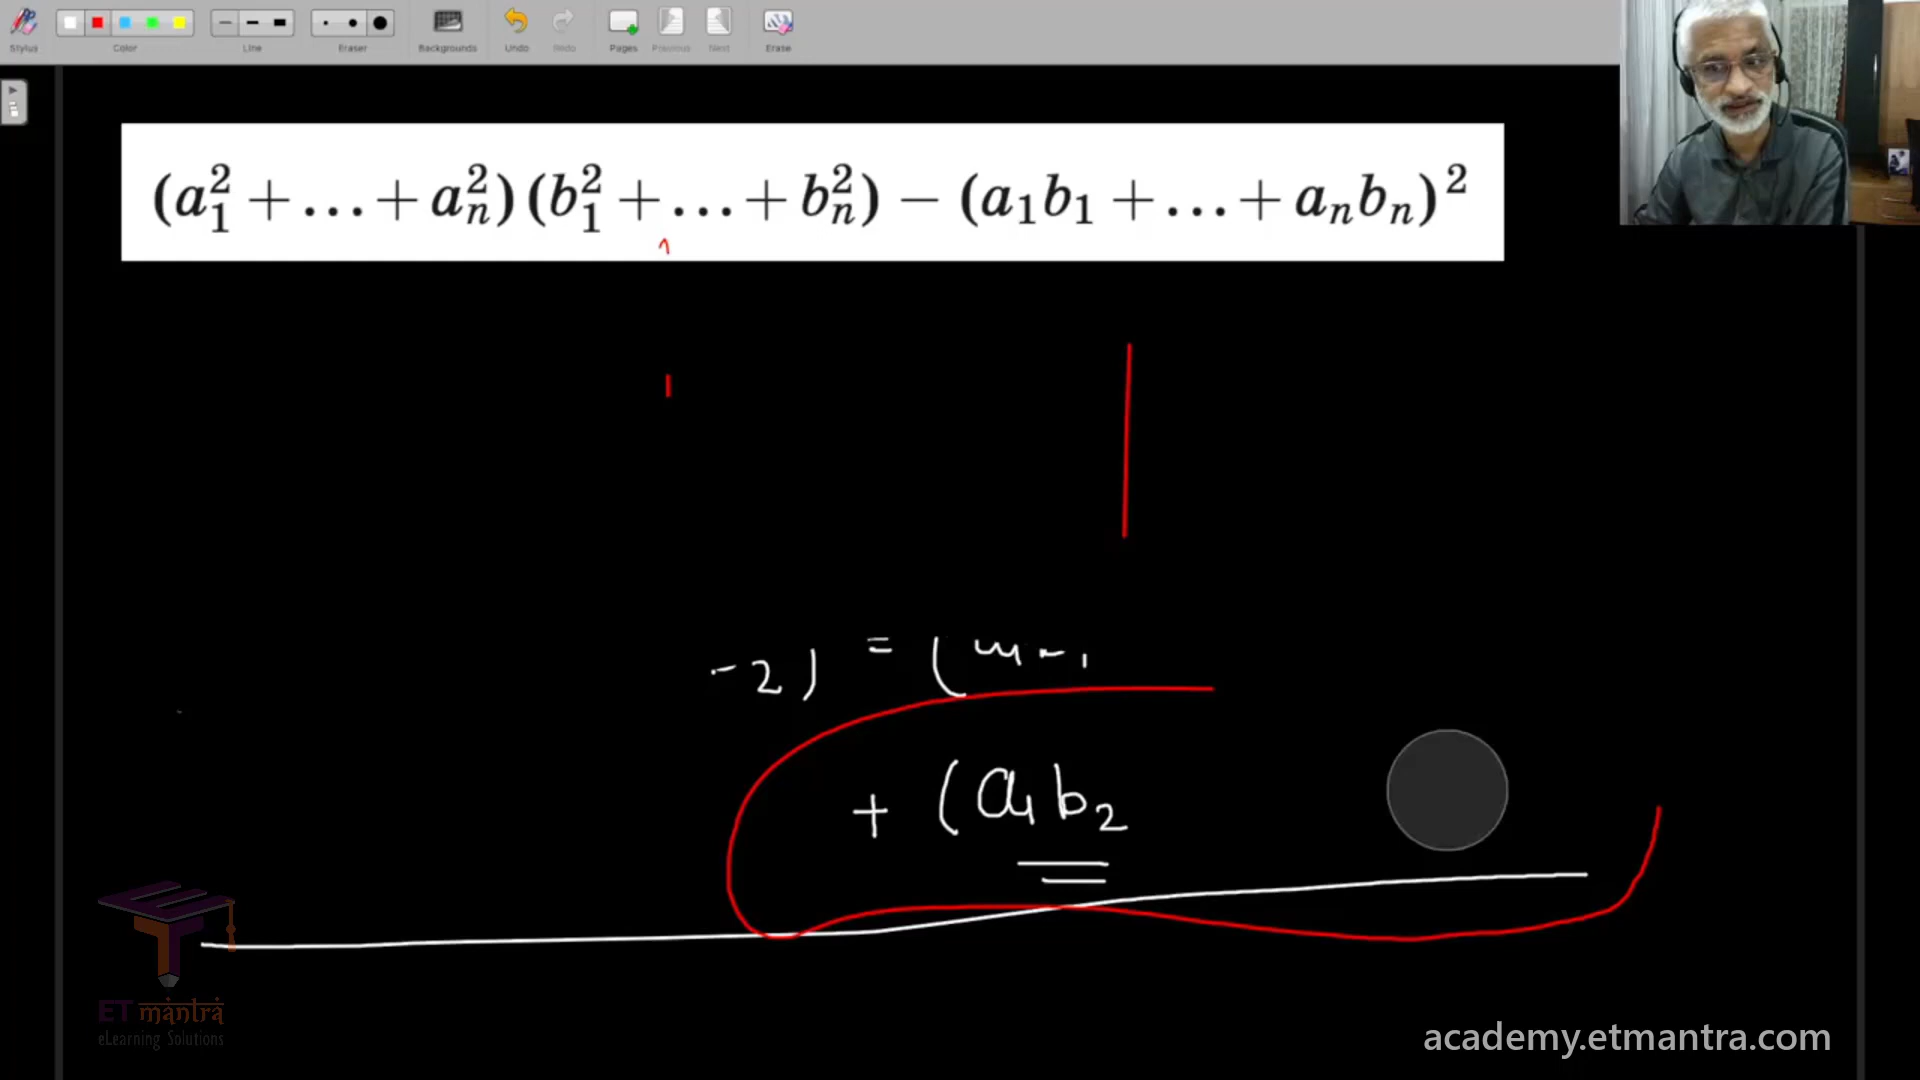 Stylus Color Line Eraser Backgrounds Undo Redo Pages Previous Next Erase
(a₁² + … + aₙ²)(b₁² + … + bₙ²) − (a₁b₁ + … + aₙbₙ)²
-2) = (
+ (a₁b₂
ET mantra
eLearning Solutions
academy.etmantra.com